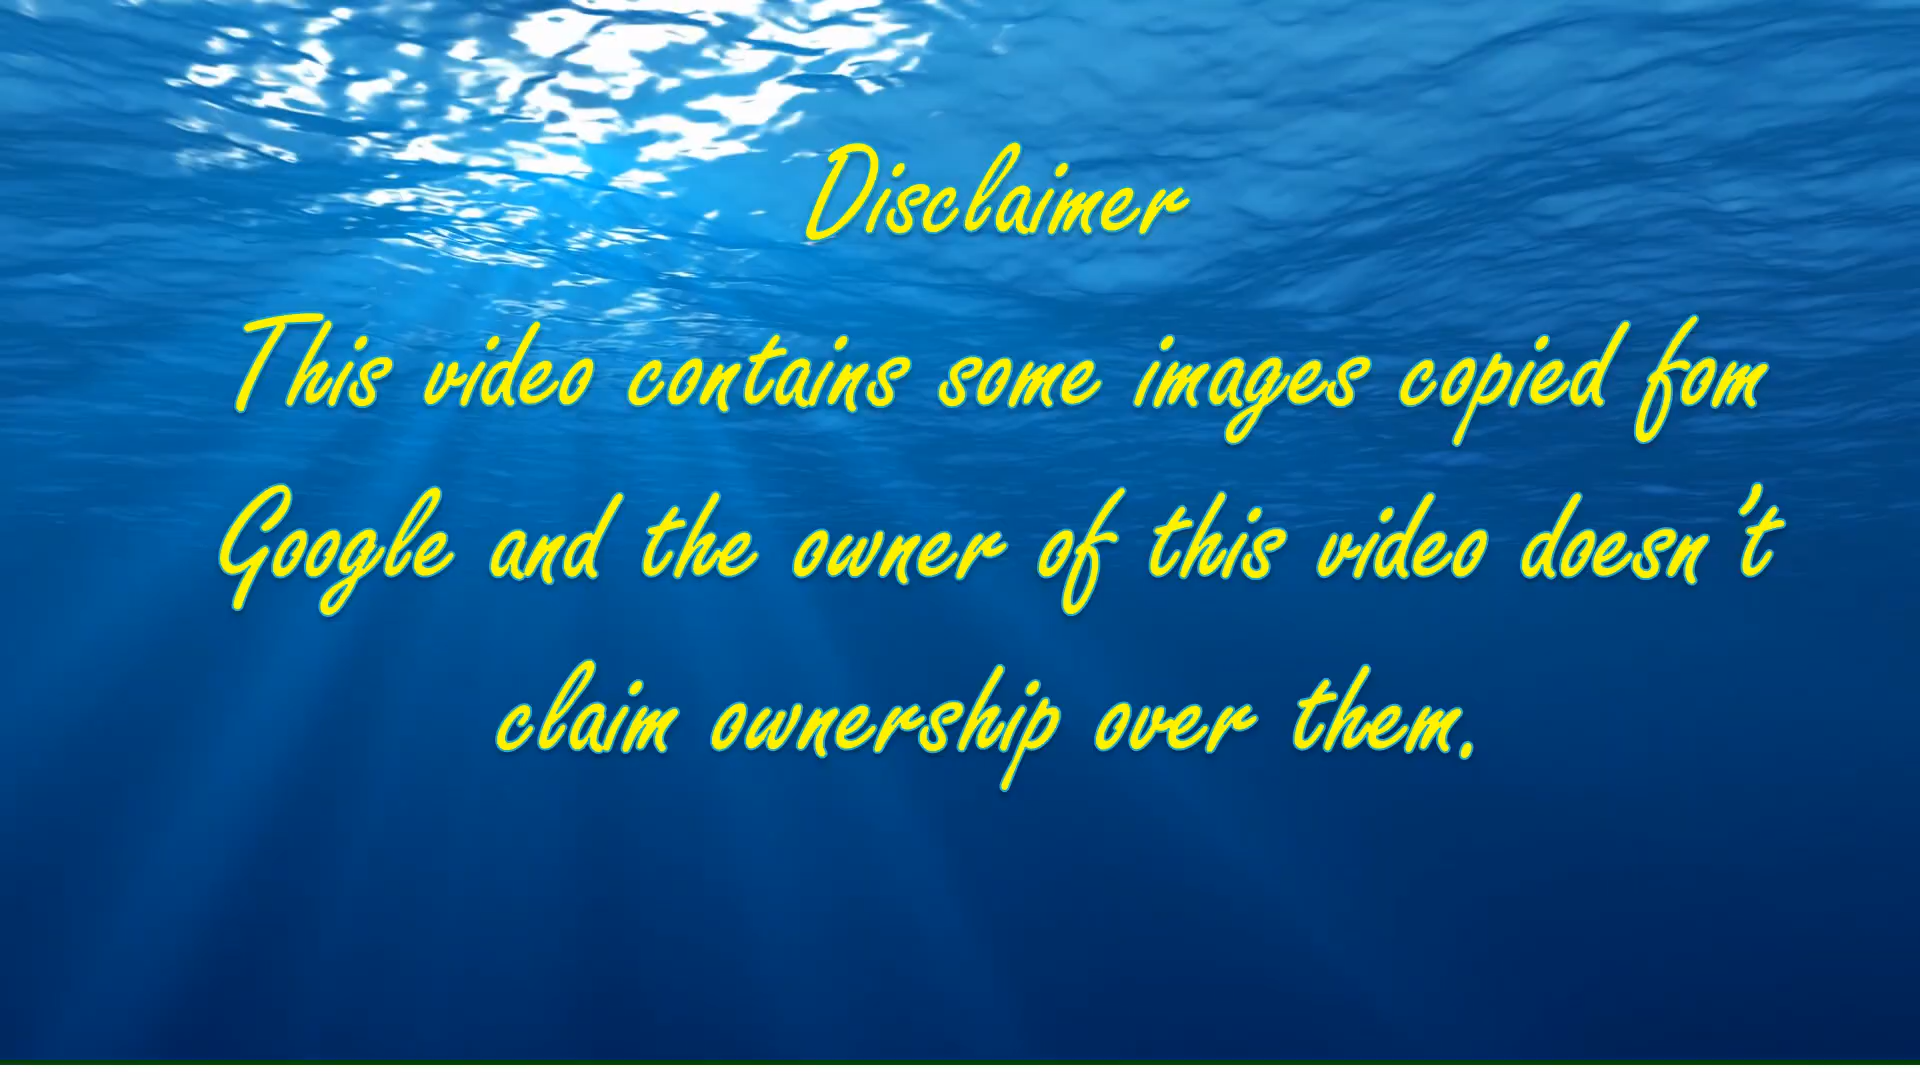 Disclaimer
This video contains some images copied fom
Google and the owner of this video doesn't
claim ownership over them.